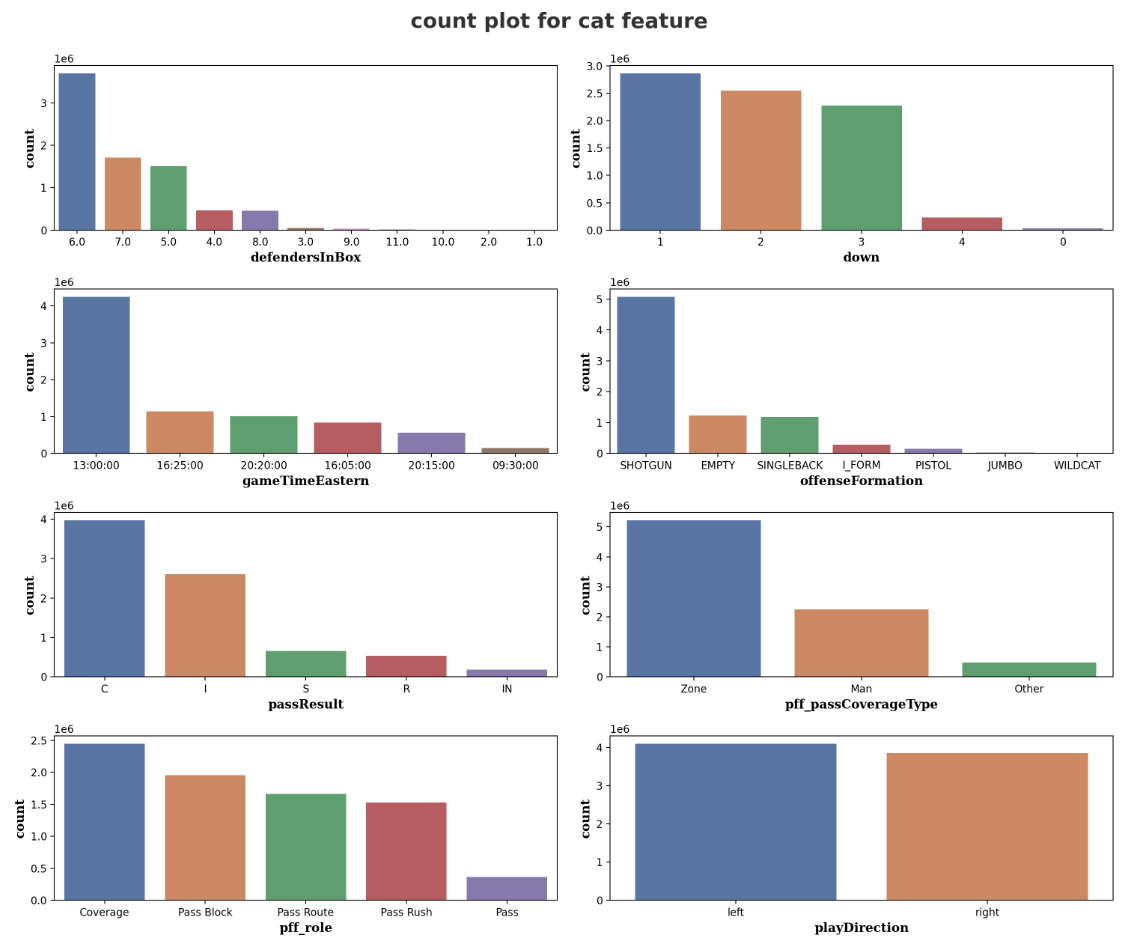 count plot for cat feature
1e6
3
2
1
0
count
6.0 7.0 5.0 4.0 8.0 3.0 9.0 11.0 10.0 2.0 1.0
defendersInBox
1e6
3.0
2.5
2.0
1.5
1.0
0.5
0.0
count
1 2 3 4 0
down
1e6
4
3
2
1
0
count
13:00:00 16:25:00 20:20:00 16:05:00 20:15:00 09:30:00
gameTimeEastern
1e6
5
4
3
2
1
0
count
SHOTGUN EMPTY SINGLEBACK I_FORM PISTOL JUMBO WILDCAT
offenseFormation
1e6
4
3
2
1
0
count
C I S R IN
passResult
1e6
5
4
3
2
1
0
count
Zone Man Other
pff_passCoverageType
1e6
2.5
2.0
1.5
1.0
0.5
0.0
count
Coverage Pass Block Pass Route Pass Rush Pass
pff_role
1e6
4
3
2
1
0
count
left right
playDirection